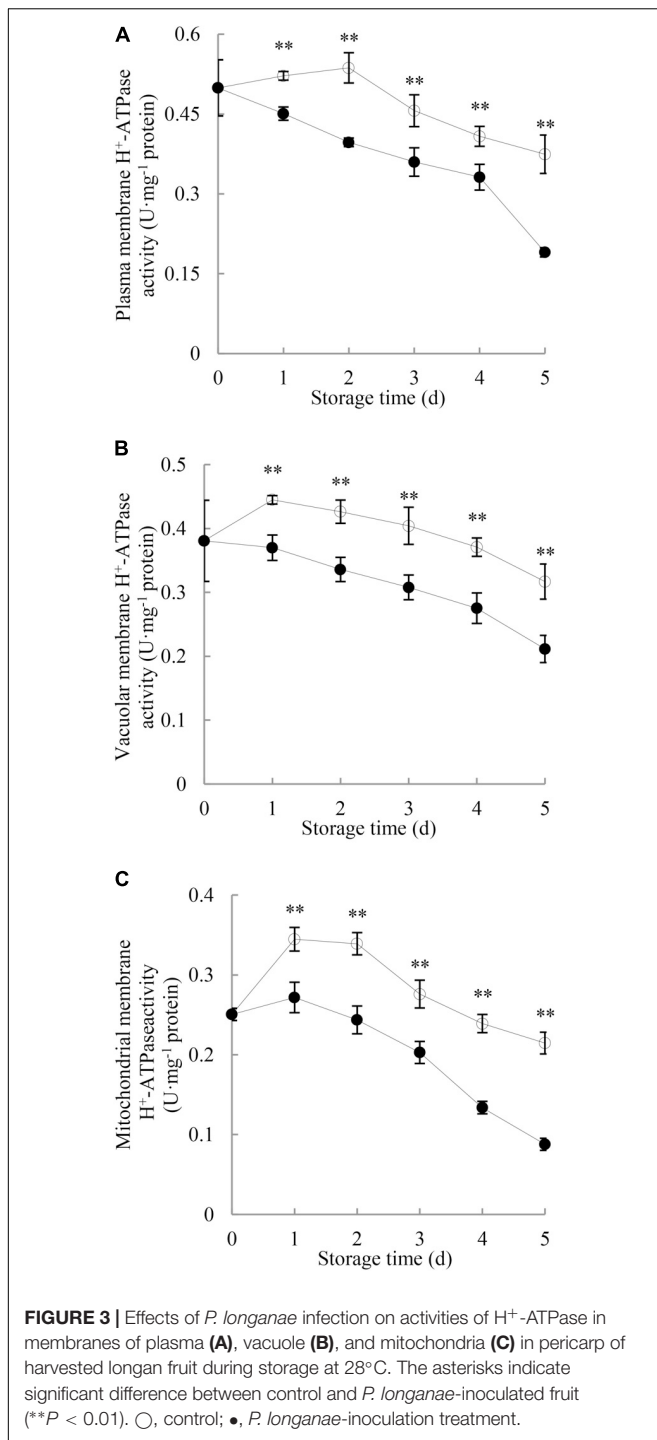 A
Plasma membrane H⁺-ATPase
activity (U·mg⁻¹ protein)
0.6
0.45
0.3
0.15
0
** ** ** ** **
0 1 2 3 4 5
Storage time (d)
B
Vacuolar membrane H⁺-ATPase
activity (U·mg⁻¹ protein)
0.5
0.4
0.3
0.2
0.1
0
** ** ** ** **
0 1 2 3 4 5
Storage time (d)
C
Mitochondrial membrane
H⁺-ATPaseactivity
(U·mg⁻¹ protein)
0.4
0.3
0.2
0.1
0
** ** ** ** **
0 1 2 3 4 5
Storage time (d)
FIGURE 3 | Effects of P. longanae infection on activities of H⁺-ATPase in
membranes of plasma (A), vacuole (B), and mitochondria (C) in pericarp of
harvested longan fruit during storage at 28°C. The asterisks indicate
significant difference between control and P. longanae-inoculated fruit
(**P < 0.01). ○, control; ●, P. longanae-inoculation treatment.